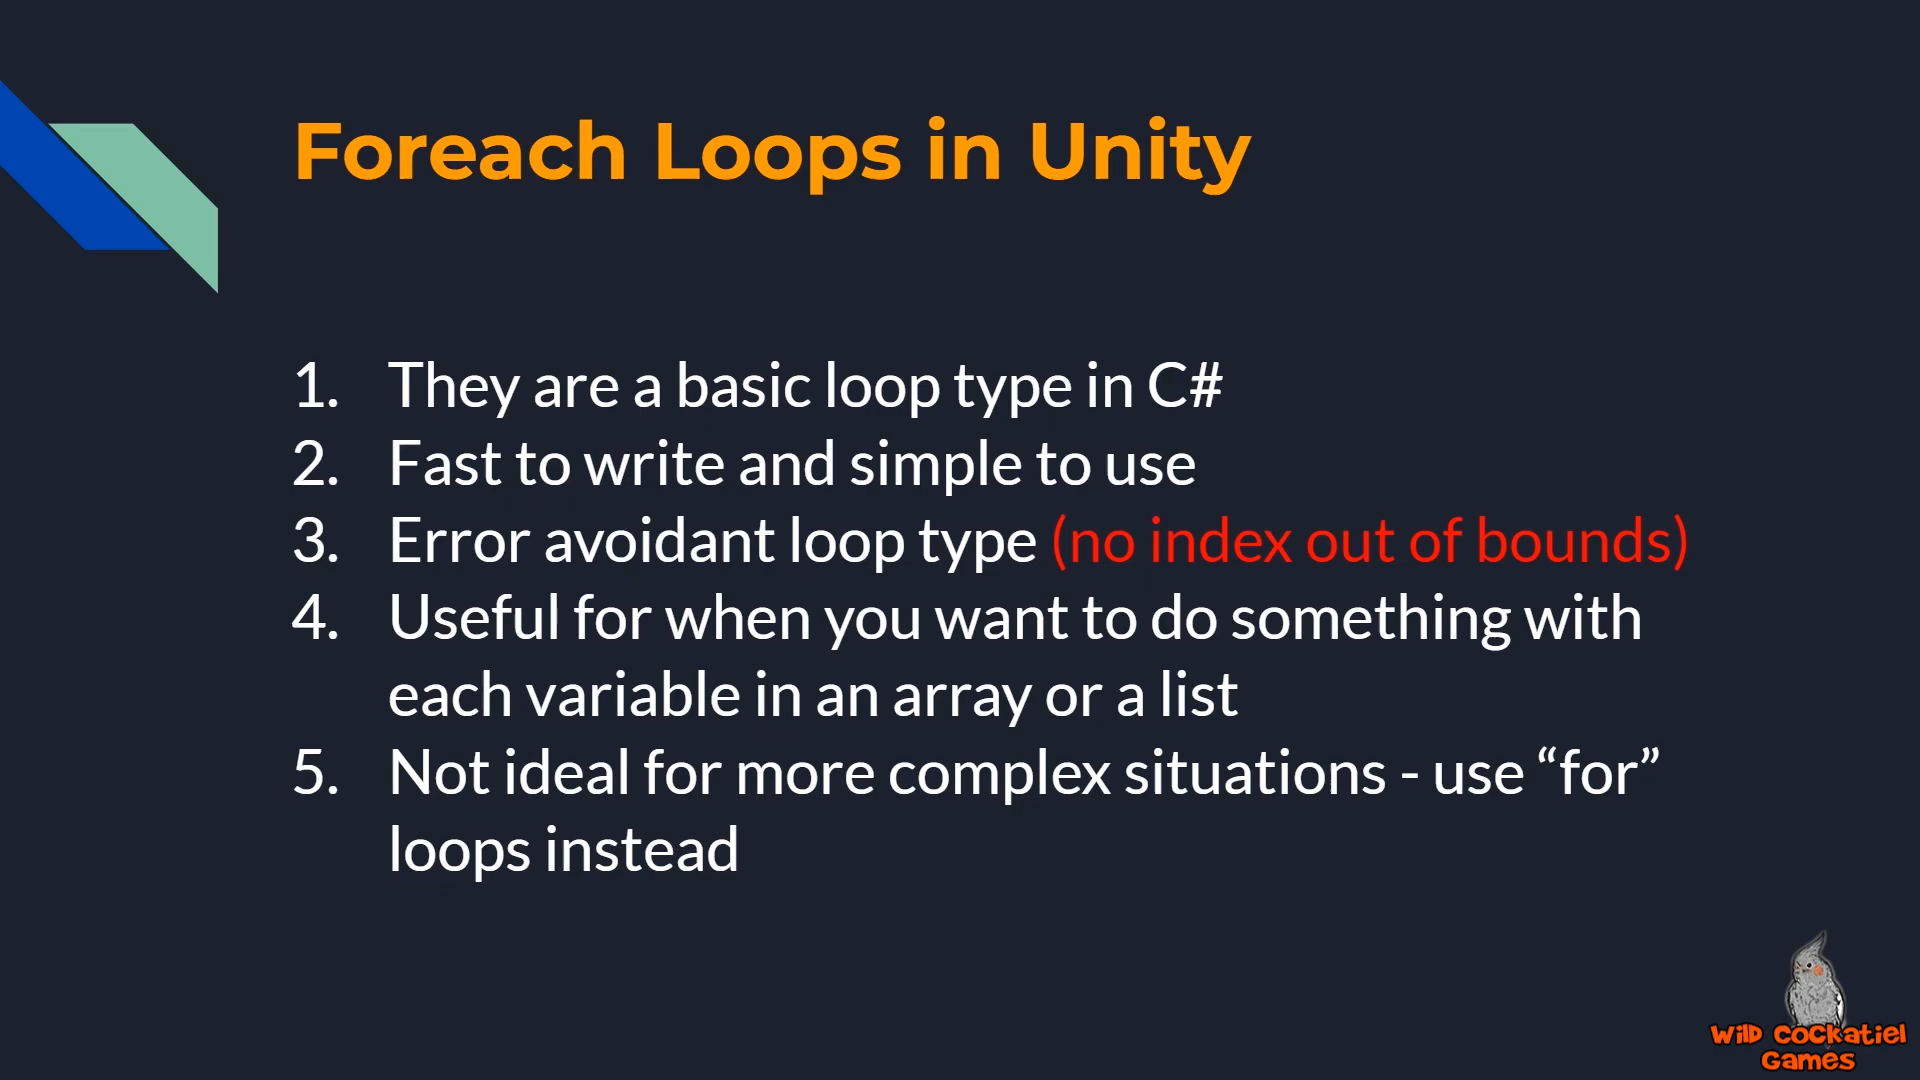 Foreach Loops in Unity
1. They are a basic loop type in C#
2. Fast to write and simple to use
3. Error avoidant loop type (no index out of bounds)
4. Useful for when you want to do something with
each variable in an array or a list
5. Not ideal for more complex situations - use “for”
loops instead
Wild Cockatiel
Games